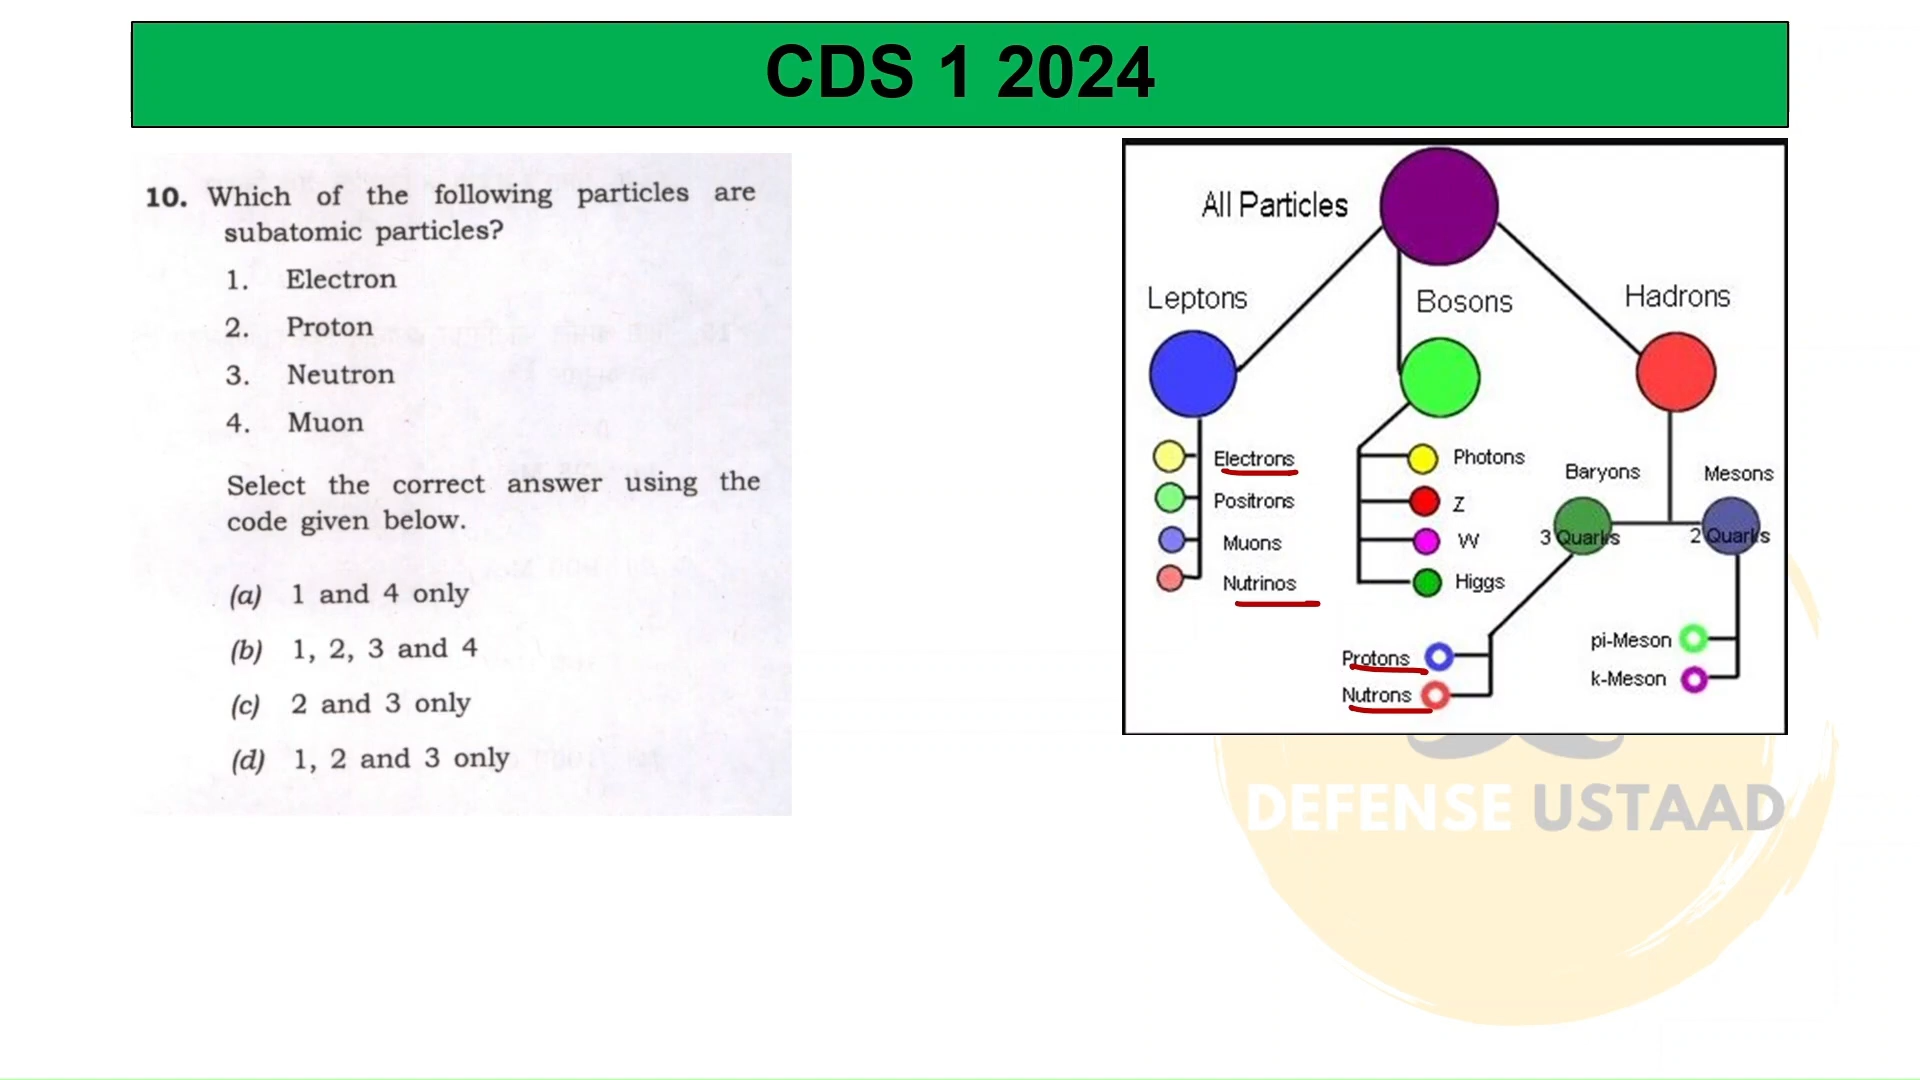 CDS 1 2024
10. Which of the following particles are
subatomic particles?
1. Electron
2. Proton
3. Neutron
4. Muon
Select the correct answer using the
code given below.
(a) 1 and 4 only
(b) 1, 2, 3 and 4
(c) 2 and 3 only
(d) 1, 2 and 3 only
All Particles
Leptons
Bosons
Hadrons
Electrons
Positrons
Muons
Nutrinos
Photons
Z
W
Higgs
Baryons
Mesons
3 Quarks
2 Quarks
Protons
Nutrons
pi-Meson
k-Meson
DEFENSE USTAAD